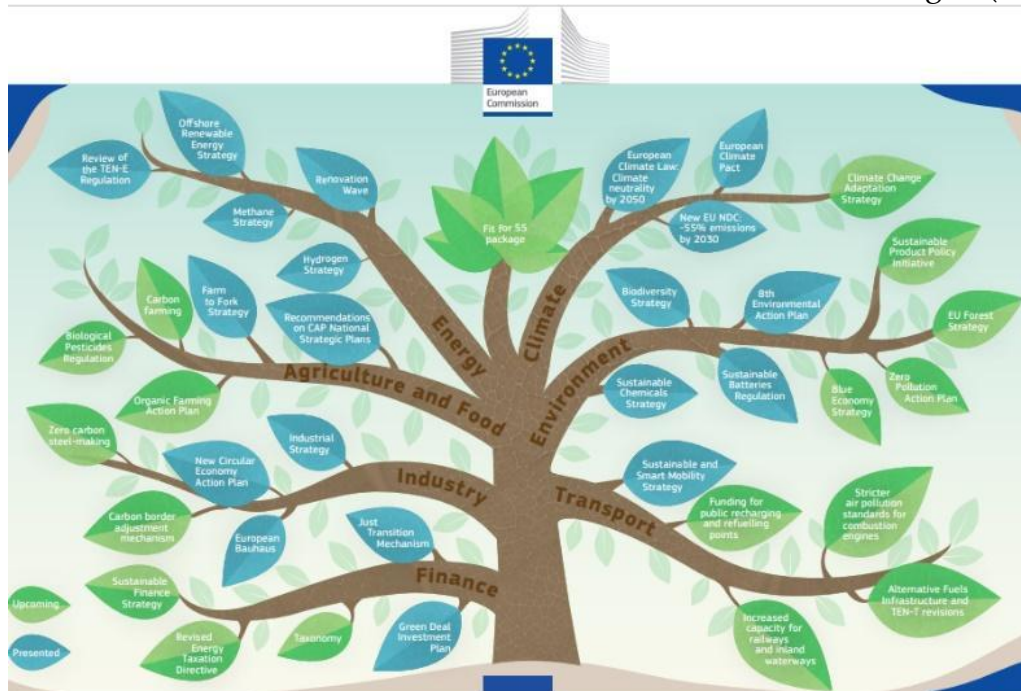 European
Commission
Offshore
Renewable
Energy
Strategy
Review of
the TEN-E
Regulation
Renovation
Wave
Methane
Strategy
Hydrogen
Strategy
Energy
Fit for 55
package
European
Climate Law:
Climate
neutrality
by 2050
European
Climate
Pact
New EU NDC:
-55% emissions
by 2030
Climate Change
Adaptation
Strategy
Climate
Carbon
farming
Farm
to Fork
Strategy
Recommendations
on CAP National
Strategic Plans
Biological
Pesticides
Regulation
Organic Farming
Action Plan
Agriculture and Food
Sustainable
Product Policy
Initiative
Biodiversity
Strategy
8th
Environmental
Action Plan
EU Forest
Strategy
Sustainable
Chemicals
Strategy
Sustainable
Batteries
Regulation
Blue
Economy
Strategy
Zero
Pollution
Action Plan
Environment
Zero carbon
steel-making
Industrial
Strategy
New Circular
Economy
Action Plan
Carbon border
adjustment
mechanism
European
Bauhaus
Industry
Sustainable and
Smart Mobility
Strategy
Funding for
public recharging
and refuelling
points
Stricter
air pollution
standards for
combustion
engines
Alternative Fuels
Infrastructure and
TEN-T revisions
Increased
capacity for
railways
and inland
waterways
Transport
Just
Transition
Mechanism
Sustainable
Finance
Strategy
Revised
Energy
Taxation
Directive
Taxonomy
Green Deal
Investment
Plan
Finance
Upcoming
Presented